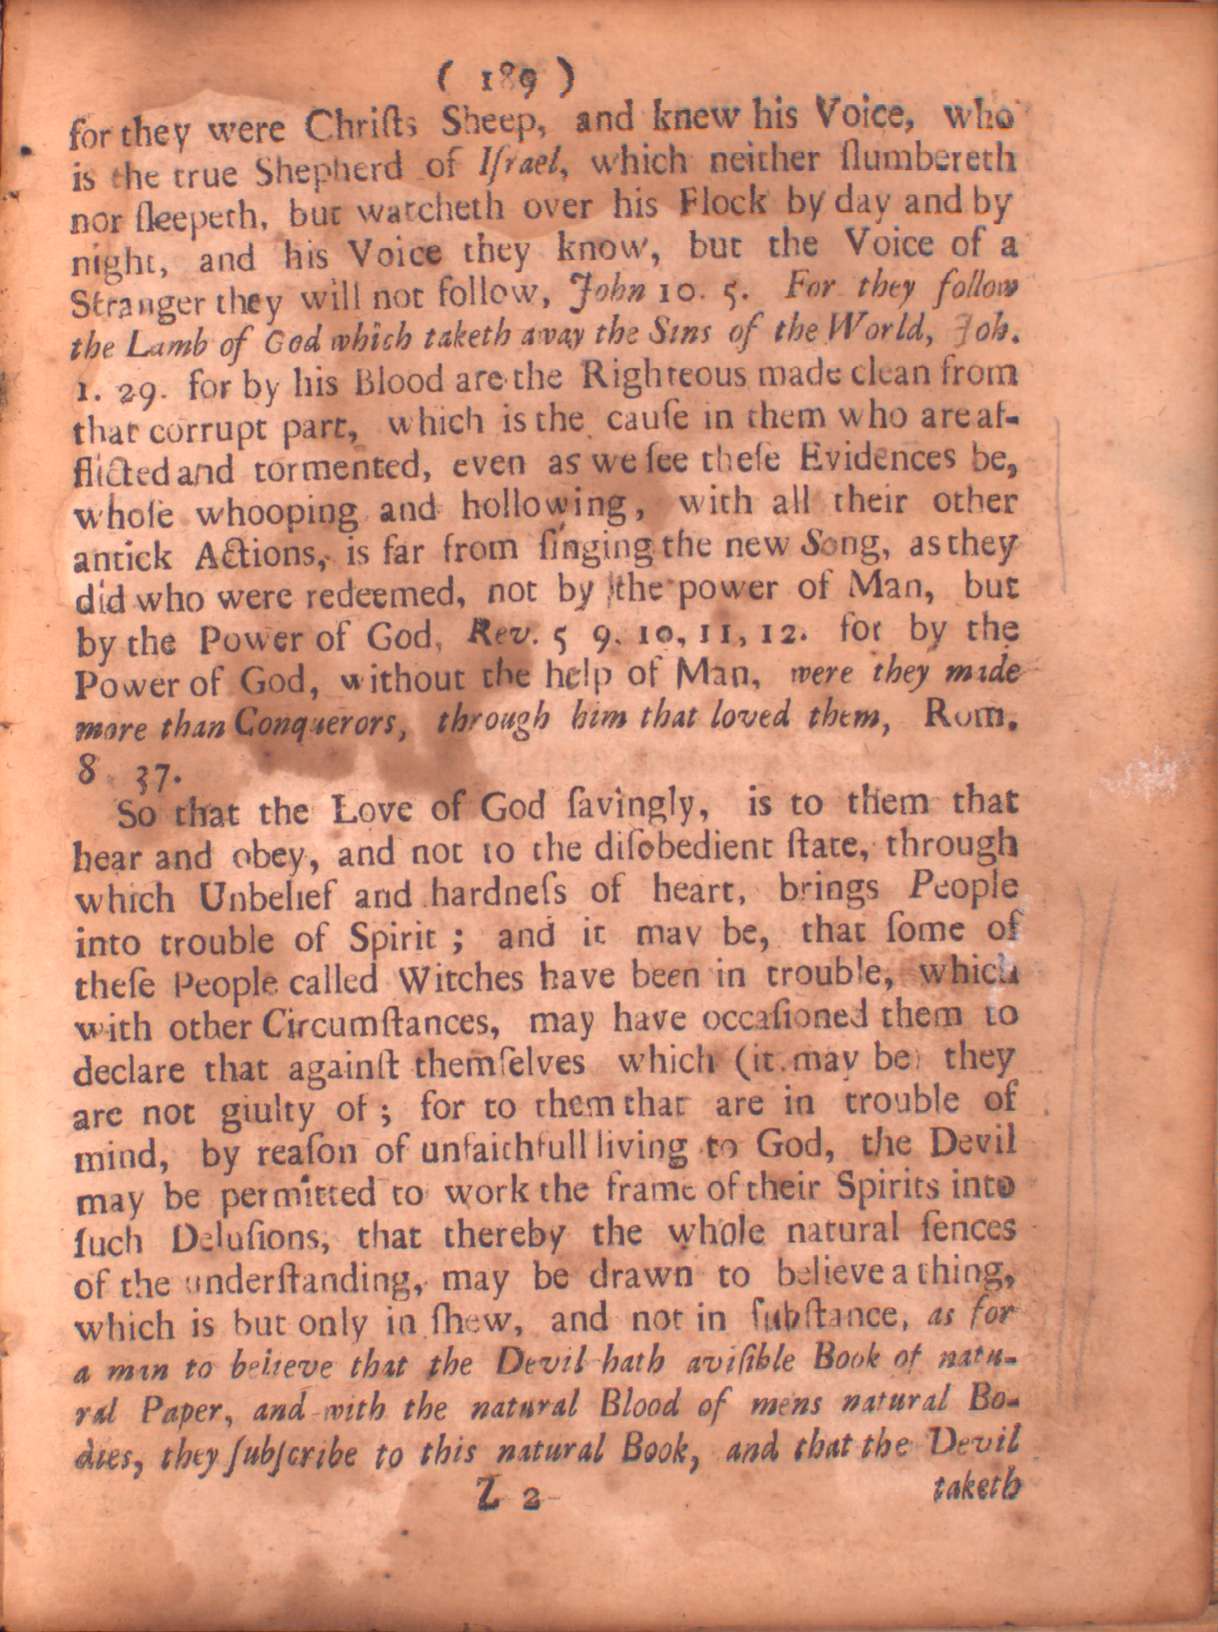 ( 189 )
for they were Chriſts Sheep, and knew his Voice, who
is the true Shepherd of Iſrael, which neither ſlumbereth
nor ſleepeth, but watcheth over his Flock by day and by
night, and his Voice they know, but the Voice of a
Stranger they will not follow, John 10. 5. For they follow
the Lamb of God which taketh away the Sins of the World, Joh.
1. 29. for by his Blood are the Righteous made clean from
that corrupt part, which is the cauſe in them who are af-
flicted and tormented, even as we ſee theſe Evidences be,
whoſe whooping and hollowing, with all their other
antick Actions, is far from ſinging the new Song, as they
did who were redeemed, not by the power of Man, but
by the Power of God, Rev. 5 9. 10, 11, 12. for by the
Power of God, without the help of Man, were they made
more than Conquerors, through him that loved them, Rom.
8 37.
So that the Love of God ſavingly, is to them that
hear and obey, and not to the diſobedient ſtate, through
which Unbelief and hardneſs of heart, brings People
into trouble of Spirit ; and it may be, that ſome of
theſe People called Witches have been in trouble, which
with other Circumſtances, may have occaſioned them to
declare that againſt themſelves which (it may be) they
are not giulty of ; for to them that are in trouble of
mind, by reaſon of unfaithfull living to God, the Devil
may be permitted to work the frame of their Spirits into
ſuch Deluſions, that thereby the whole natural ſences
of the underſtanding, may be drawn to believe a thing,
which is but only in ſhew, and not in ſubſtance, as for
a man to believe that the Devil hath a viſible Book of natu-
ral Paper, and with the natural Blood of mens natural Bo-
dies, they ſubſcribe to this natural Book, and that the Devil
Z 2
taketh